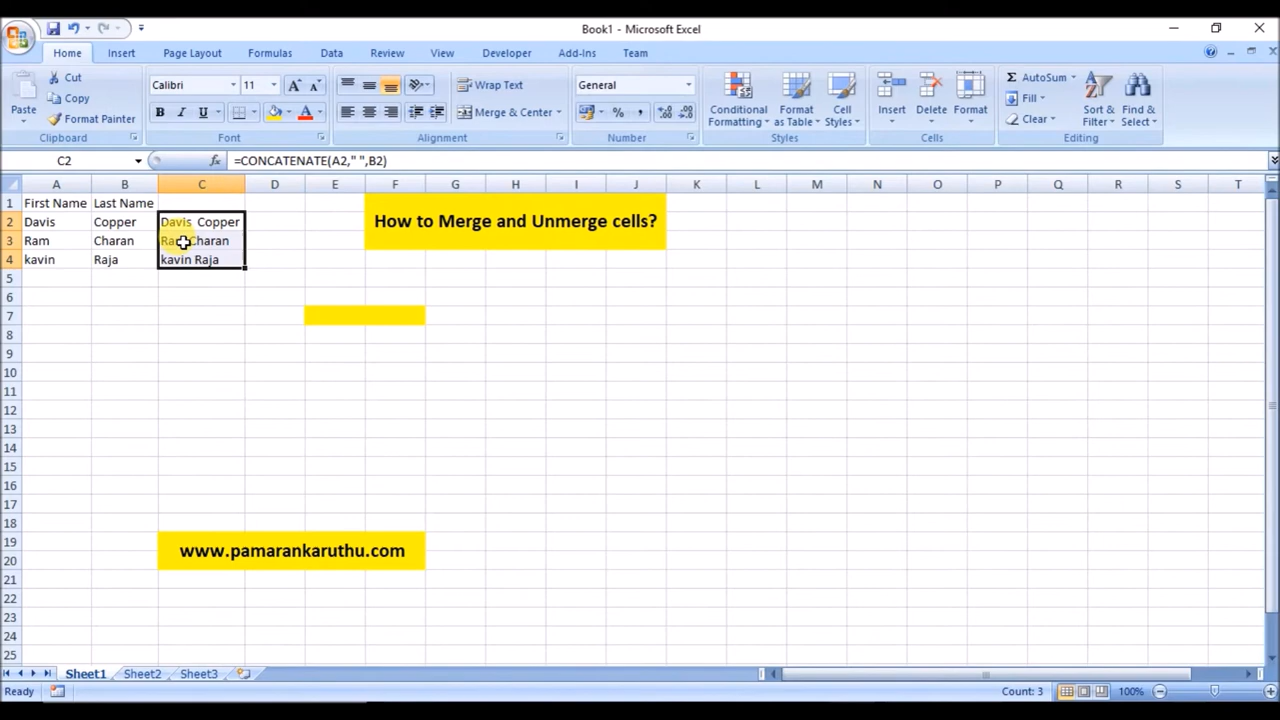 Book1 - Microsoft Excel
Home Insert Page Layout Formulas Data Review View Developer Add-Ins Team
Paste
Cut
Copy
Format Painter
Clipboard
Calibri 11
B I U
Font
Wrap Text
Merge & Center
Alignment
General
Number
Conditional Formatting
Format as Table
Cell Styles
Styles
Insert
Delete
Format
Cells
AutoSum
Fill
Clear
Sort & Filter
Find & Select
Editing
C2 fx =CONCATENATE(A2," ",B2)
A B C D E F G H I J K L M N O P Q R S T
1 First Name Last Name
2 Davis Copper Davis Copper
How to Merge and Unmerge cells?
3 Ram Charan Ram Charan
4 kavin Raja kavin Raja
5
6
7
8
9
10
11
12
13
14
15
16
17
18
19
www.pamarankaruthu.com
20
21
22
23
24
25
Sheet1 Sheet2 Sheet3
Ready Count: 3 100%